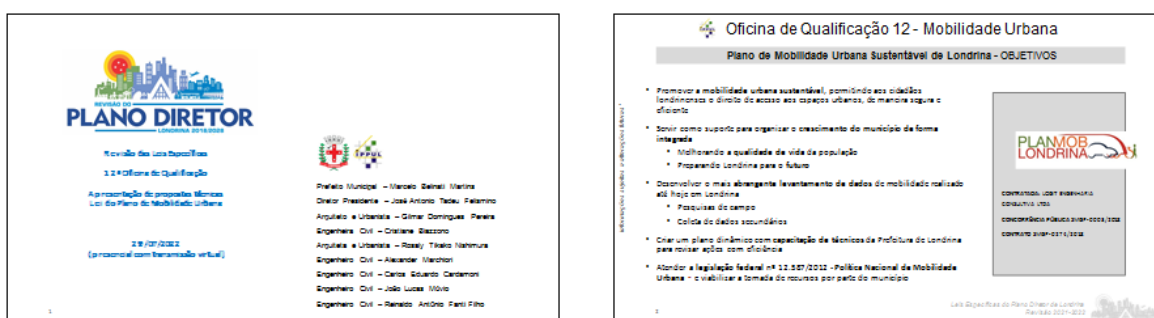 REVISÃO DO
PLANO DIRETOR
LONDRINA 2018/2028
Revisão das Leis Específicas
12ª Oficina de Qualificação
Apresentação de propostas técnicas
Lei do Plano de Mobilidade Urbana
29/07/2022
(presencial com transmissão virtual)
IPPUL
Prefeito Municipal – Marcelo Belinati Martins
Diretor Presidente – José Antonio Tadeu Felismino
Arquiteto e Urbanista – Gilmar Domingues Pereira
Engenheira Civil – Cristiane Biazzono
Arquiteta e Urbanista – Rosely Tikako Nishimura
Engenheiro Civil – Alexander Marchiori
Engenheiro Civil – Carlos Eduardo Cardamoni
Engenheiro Civil – João Lucas Múvio
Engenheiro Civil – Reinaldo Antônio Fanti Filho
1
Oficina de Qualificação 12 - Mobilidade Urbana
Plano de Mobilidade Urbana Sustentável de Londrina - OBJETIVOS
• Promover a mobilidade urbana sustentável, permitindo aos cidadãos
londrinenses o direito de acesso aos espaços urbanos, de maneira segura e
eficiente
• Servir como suporte para organizar o crescimento do município de forma
integrada
• Melhorando a qualidade de vida da população
• Preparando Londrina para o futuro
• Desenvolver o mais abrangente levantamento de dados de mobilidade realizado
até hoje em Londrina
• Pesquisas de campo
• Coleta de dados secundários
• Criar um plano dinâmico com capacitação de técnicos da Prefeitura de Londrina
para revisar ações com eficiência
• Atender a legislação federal nº 12.587/2012 - Política Nacional de Mobilidade
Urbana - e viabilizar a tomada de recursos por parte do município
PLANMOB
LONDRINA
CONTRATADA: LOGIT ENGENHARIA
CONSULTIVA LTDA
CONCORRÊNCIA PÚBLICA
CONTRATO
2
Leis Específicas do Plano Diretor de Londrina
Revisão 2021-2022